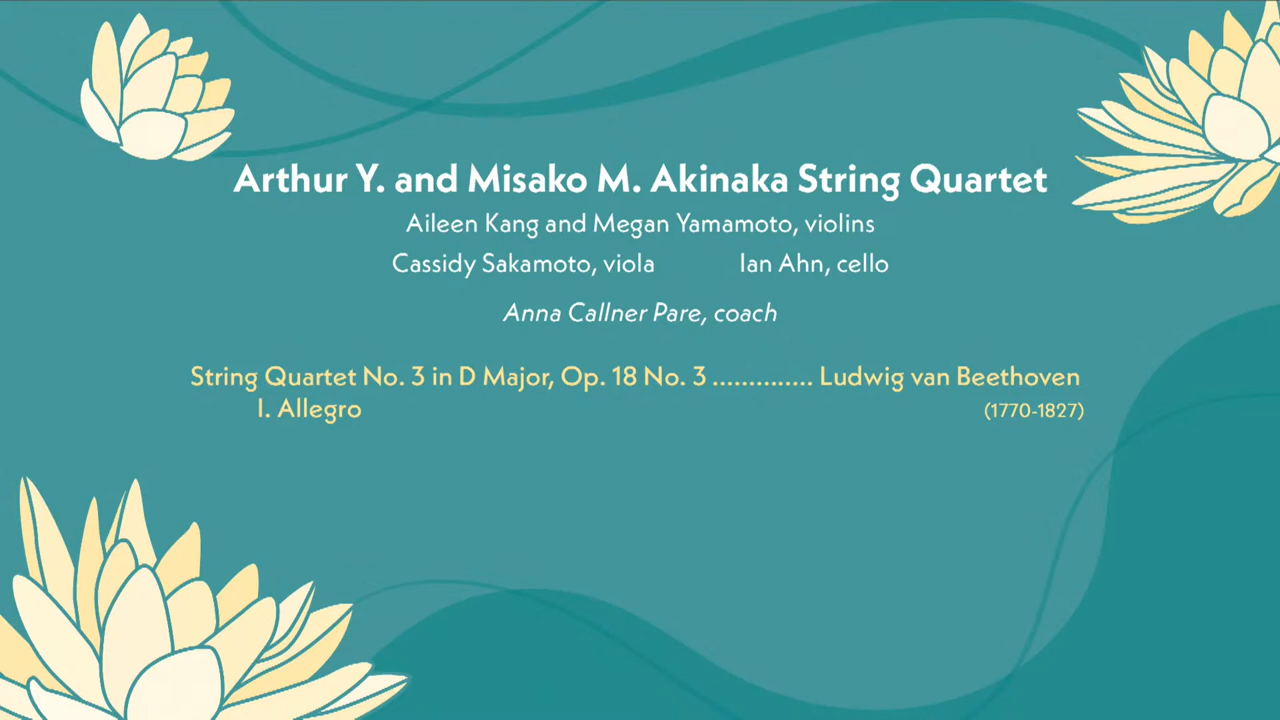 Arthur Y. and Misako M. Akinaka String Quartet
Aileen Kang and Megan Yamamoto, violins
Cassidy Sakamoto, viola Ian Ahn, cello
Anna Callner Pare, coach
String Quartet No. 3 in D Major, Op. 18 No. 3 .............. Ludwig van Beethoven
I. Allegro (1770-1827)